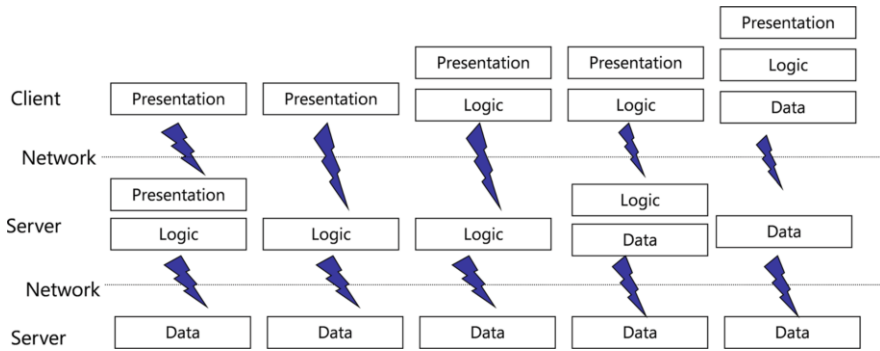 Presentation
Presentation Presentation Logic
Client Presentation Presentation Logic Logic Data
Network
Presentation Logic
Server Logic Logic Logic Data Data
Network
Server Data Data Data Data Data